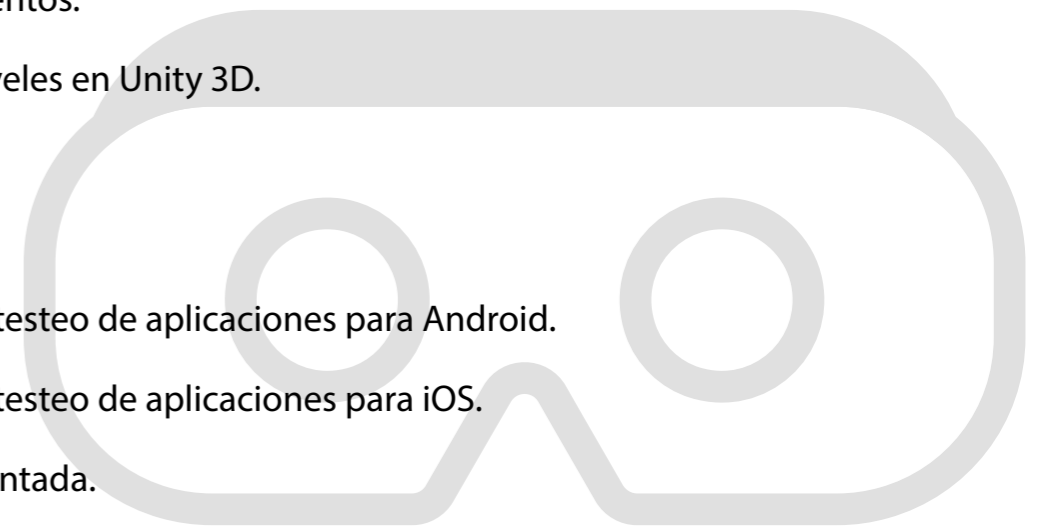 entos.
veles en Unity 3D.
testeo de aplicaciones para Android.
testeo de aplicaciones para iOS.
ntada.